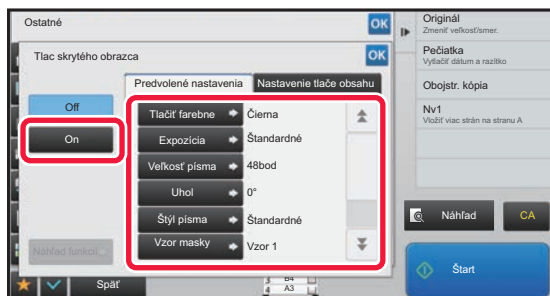 Ostatné
OK
Tlac skrytého obrazca
OK
Predvolené nastavenia
Nastavenie tlače obsahu
Off
On
Tlačiť farebne
Čierna
Expozícia
Štandardné
Veľkosť písma
48bod
Uhol
0°
Štýl písma
Štandardné
Vzor masky
Vzor 1
Náhľad funkcií
Späť
B4
4 A3
Originál
Zmeniť veľkosť/smer.
Pečiatka
Vytlačiť dátum a razítko
Obojstr. kópia
Nv1
Vložiť viac strán na stranu A
Náhľad
CA
Štart